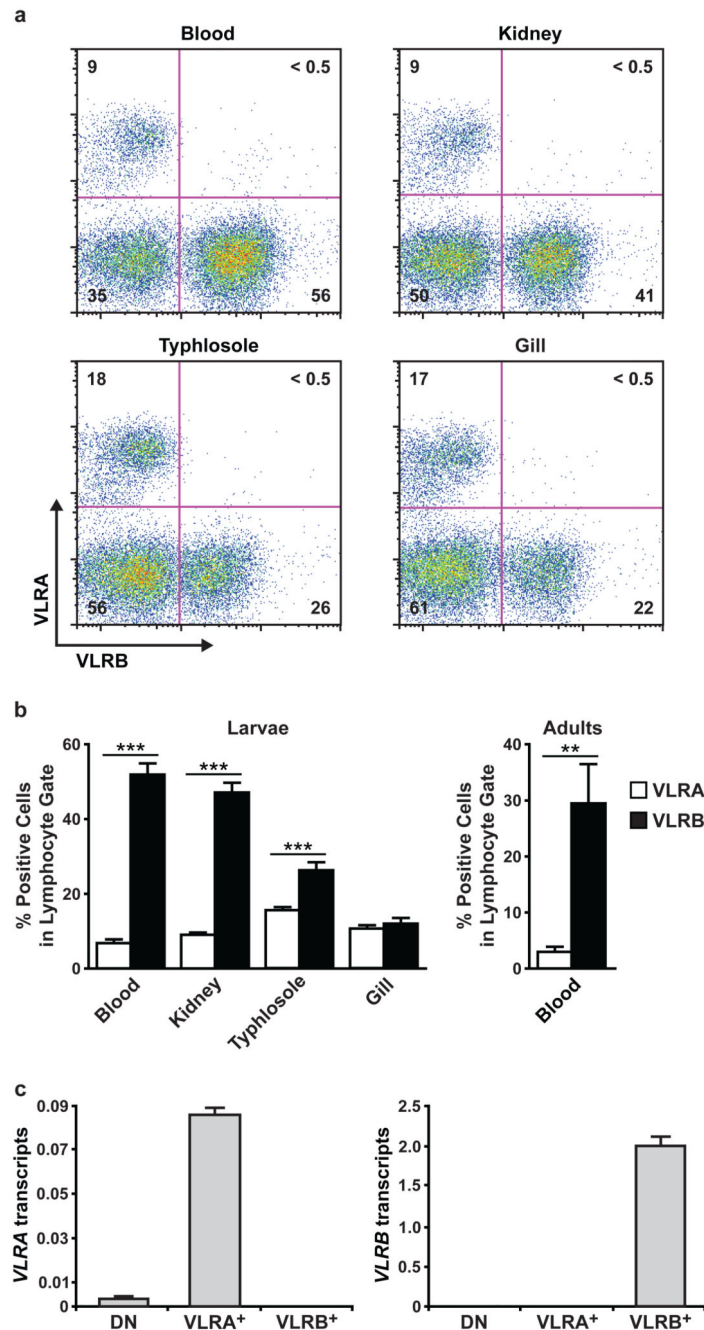 a
Blood
9
< 0.5
35
56
Kidney
9
< 0.5
50
41
Typhlosole
18
< 0.5
56
26
Gill
17
< 0.5
61
22
VLRA
VLRB
b
Larvae
% Positive Cells
in Lymphocyte Gate
60
40
20
0
***
***
***
Blood
Kidney
Typhlosole
Gill
Adults
% Positive Cells
in Lymphocyte Gate
40
30
20
10
0
**
Blood
VLRA
VLRB
c
VLRA transcripts
0.09
0.07
0.05
0.03
0.01
0
DN
VLRA+
VLRB+
VLRB transcripts
2.5
2.0
1.5
1.0
0.5
0
DN
VLRA+
VLRB+